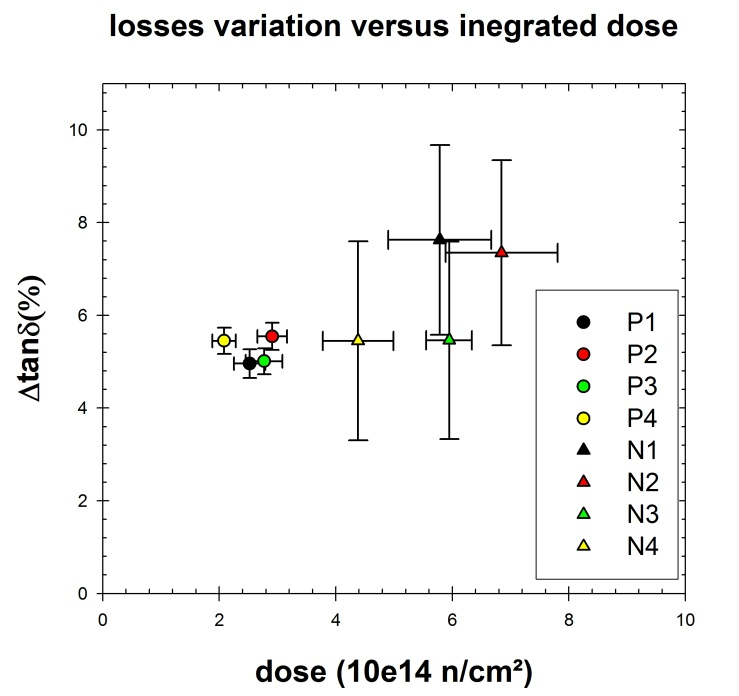 losses variation versus inegrated dose
Δtanδ(%)
10
8
6
4
2
0
0 2 4 6 8 10
dose (10e14 n/cm²)
P1
P2
P3
P4
N1
N2
N3
N4